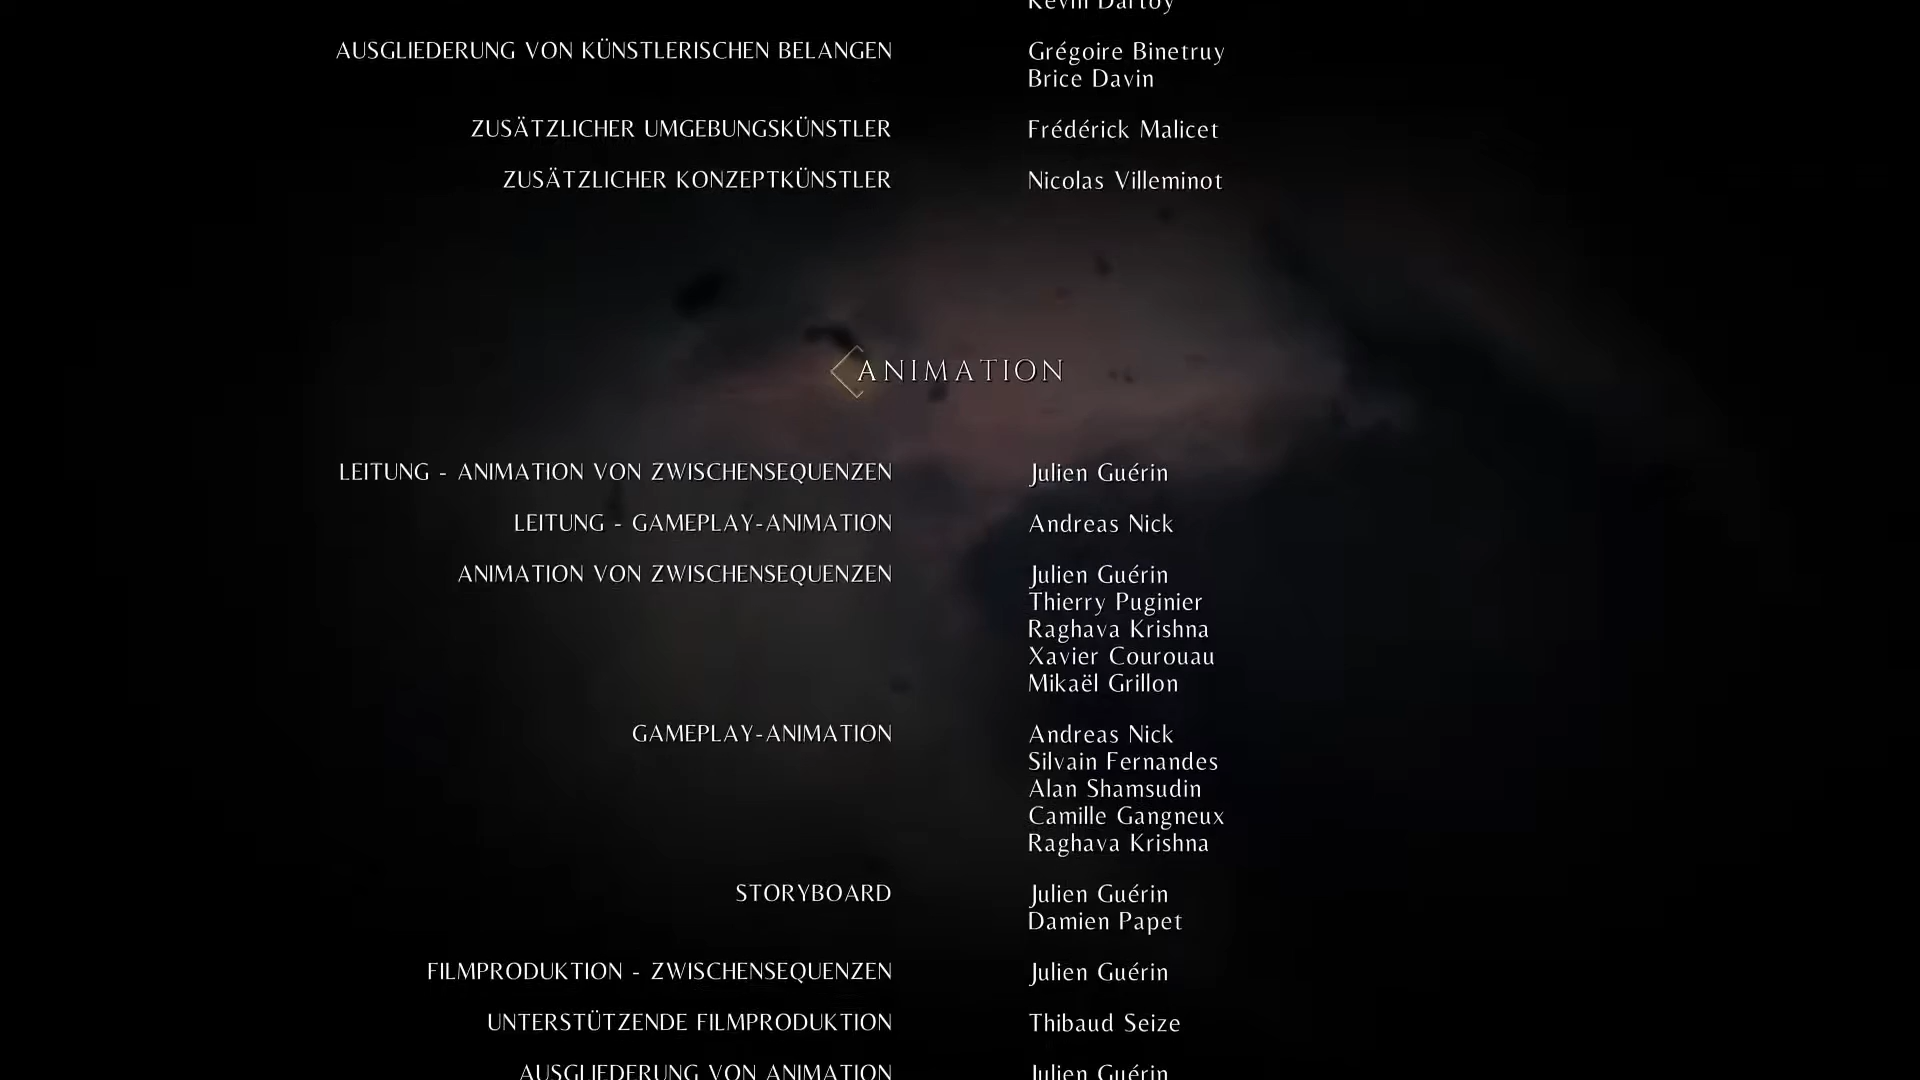 Kevin Dartoy
AUSGLIEDERUNG VON KÜNSTLERISCHEN BELANGEN Grégoire Binetruy
Brice Davin
ZUSÄTZLICHER UMGEBUNGSKÜNSTLER Frédérick Malicet
ZUSÄTZLICHER KONZEPTKÜNSTLER Nicolas Villeminot
ANIMATION
LEITUNG - ANIMATION VON ZWISCHENSEQUENZEN Julien Guérin
LEITUNG - GAMEPLAY-ANIMATION Andreas Nick
ANIMATION VON ZWISCHENSEQUENZEN Julien Guérin
Thierry Puginier
Raghava Krishna
Xavier Courouau
Mikaël Grillon
GAMEPLAY-ANIMATION Andreas Nick
Silvain Fernandes
Alan Shamsudin
Camille Gangneux
Raghava Krishna
STORYBOARD Julien Guérin
Damien Papet
FILMPRODUKTION - ZWISCHENSEQUENZEN Julien Guérin
UNTERSTÜTZENDE FILMPRODUKTION Thibaud Seize
AUSGLIEDERUNG VON ANIMATION Julien Guérin